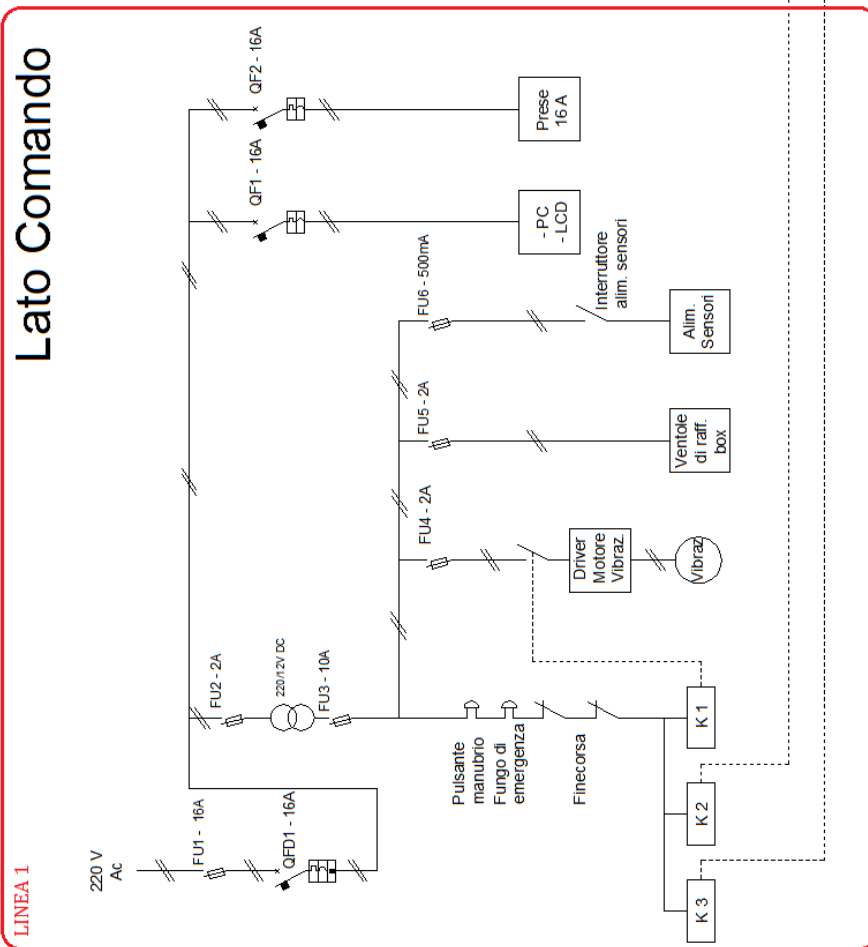 LINEA 1
Lato Comando
220 V
Ac
FU1 - 16A
QFD1 - 16A
FU2 - 2A
220/12V DC
FU3 - 10A
QF1 - 16A
QF2 - 16A
- PC
- LCD
Prese
16 A
FU4 - 2A
FU5 - 2A
FU6 - 500mA
Interruttore
alim. sensori
Driver
Motore
Vibraz.
Vibraz
Ventole
di raff.
box
Alim.
Sensori
Pulsante
manubrio
Fungo di
emergenza
Finecorsa
K 1
K 2
K 3